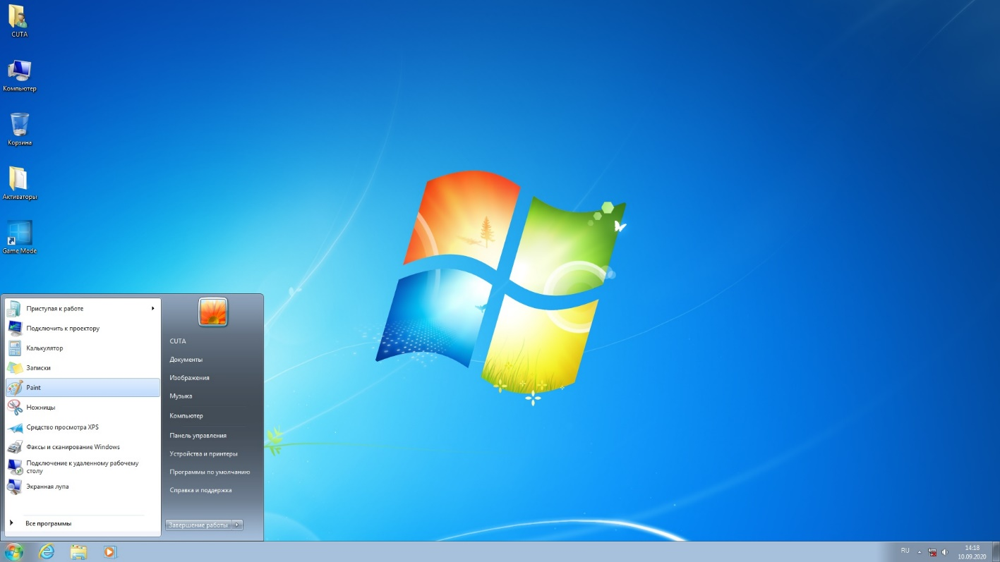 CUTA
Компьютер
Корзина
Активаторы
Game Mode
Приступая к работе
Подключить к проектору
Калькулятор
Записки
Paint
Ножницы
Средство просмотра XPS
Факсы и сканирование Windows
Подключение к удаленному рабочему
столу
Экранная лупа
Все программы
CUTA
Документы
Изображения
Музыка
Компьютер
Панель управления
Устройства и принтеры
Программы по умолчанию
Справка и поддержка
Завершение работы
RU
14:18
10.09.2020